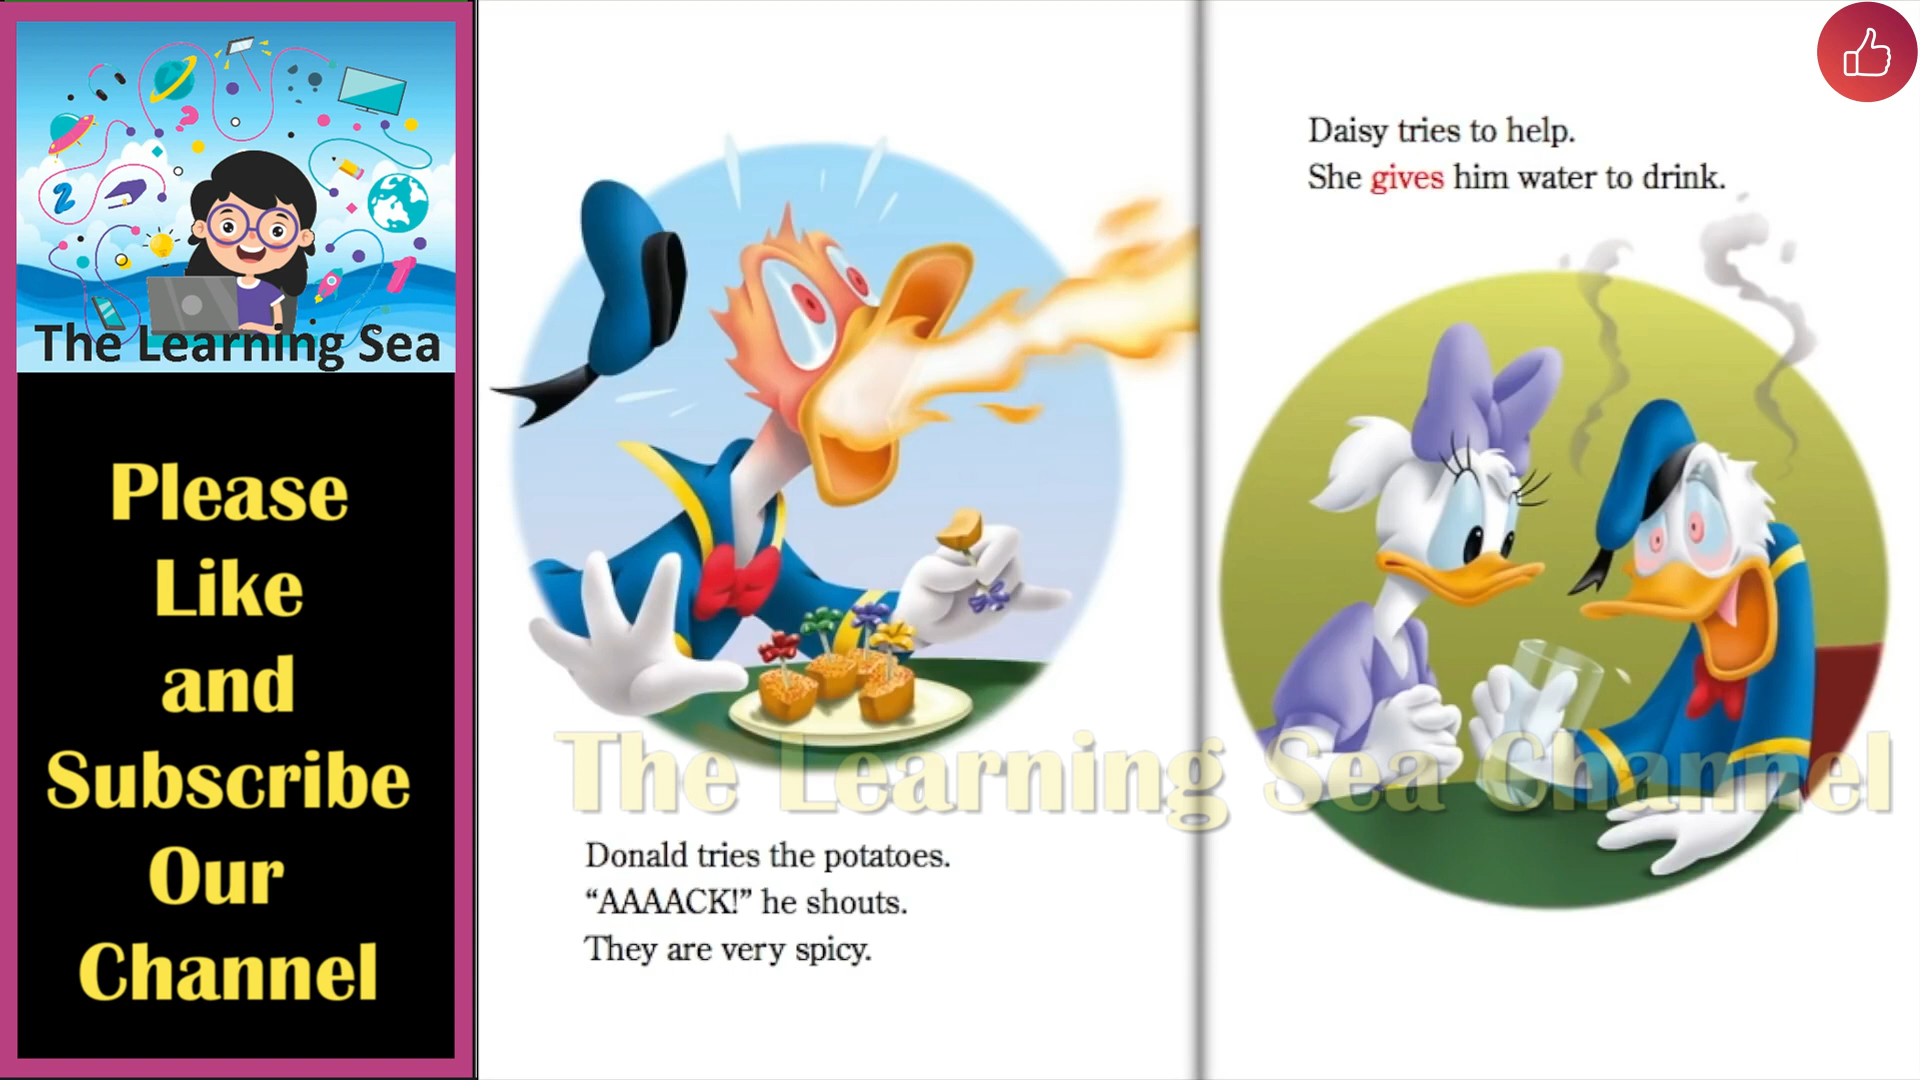 The Learning Sea
Please
Like
and
Subscribe
Our
Channel
Donald tries the potatoes.
“AAAACK!” he shouts.
They are very spicy.
Daisy tries to help.
She gives him water to drink.
The Learning Sea Channel